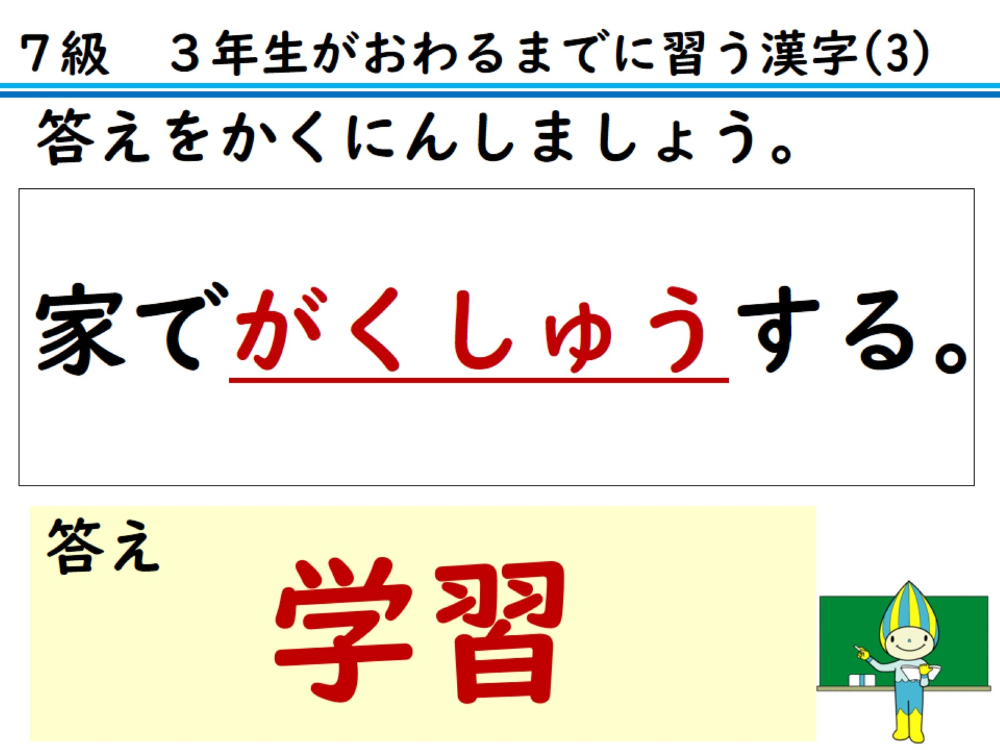 ７級　３年生がおわるまでに習う漢字(3)
答えをかくにんしましょう。
家でがくしゅうする。
答え
学習